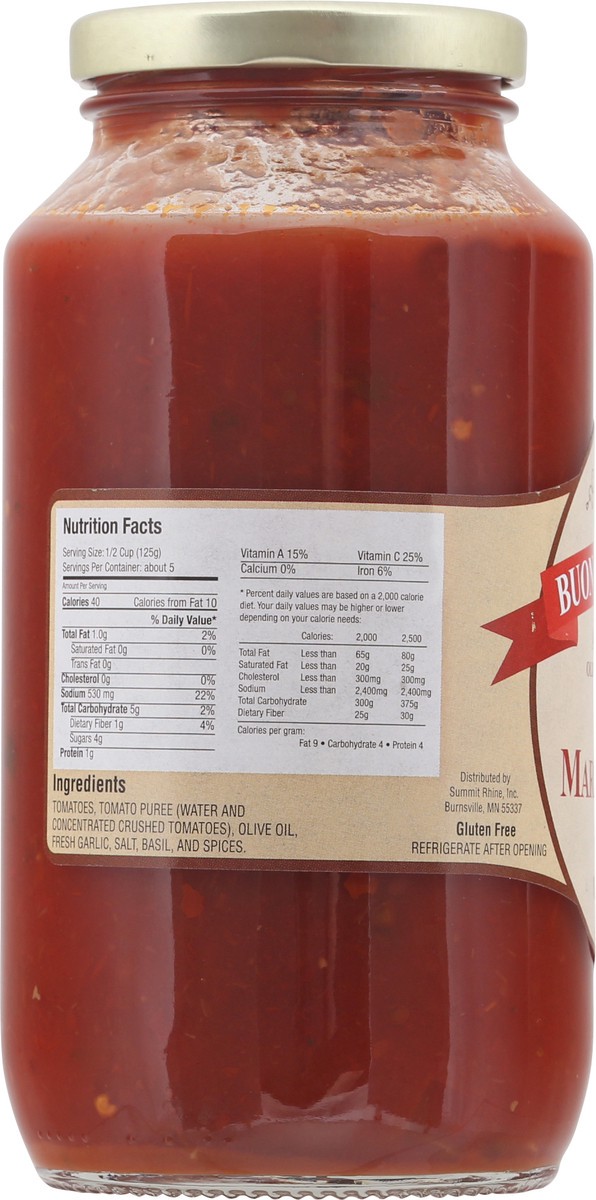 Nutrition Facts
Serving Size: 1/2 Cup (125g)
Servings Per Container: about 5
Amount Per Serving
Calories 40 Calories from Fat 10
% Daily Value*
Total Fat 1.0g 2%
Saturated Fat 0g 0%
Trans Fat 0g
Cholesterol 0g 0%
Sodium 530 mg 22%
Total Carbohydrate 5g 2%
Dietary Fiber 1g 4%
Sugars 4g
Protein 1g
Vitamin A 15% Vitamin C 25%
Calcium 0% Iron 6%
* Percent daily values are based on a 2,000 calorie
diet. Your daily values may be higher or lower
depending on your calorie needs:
Calories: 2,000 2,500
Total Fat Less than 65g 80g
Saturated Fat Less than 20g 25g
Cholesterol Less than 300mg 300mg
Sodium Less than 2,400mg 2,400mg
Total Carbohydrate 300g 375g
Dietary Fiber 25g 30g
Calories per gram:
Fat 9 • Carbohydrate 4 • Protein 4
Ingredients
TOMATOES, TOMATO PUREE (WATER AND
CONCENTRATED CRUSHED TOMATOES), OLIVE OIL,
FRESH GARLIC, SALT, BASIL, AND SPICES.
Distributed by
Summit Rhine, Inc.
Burnsville, MN 55337
Gluten Free
REFRIGERATE AFTER OPENING
BUON
MAR